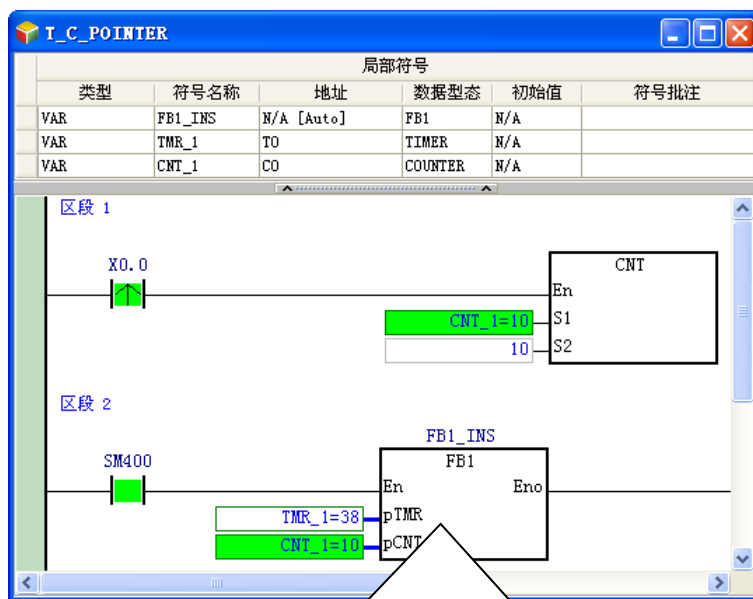 T_C_POINTER
局部符号
类型 符号名称 地址 数据型态 初始值 符号批注
VAR FB1_INS N/A [Auto] FB1 N/A
VAR TMR_1 T0 TIMER N/A
VAR CNT_1 C0 COUNTER N/A
区段 1
X0.0
CNT
En
CNT_1=10 S1
10 S2
区段 2
FB1_INS
SM400
FB1
En Eno
TMR_1=38 pTMR
CNT_1=10 pCNT